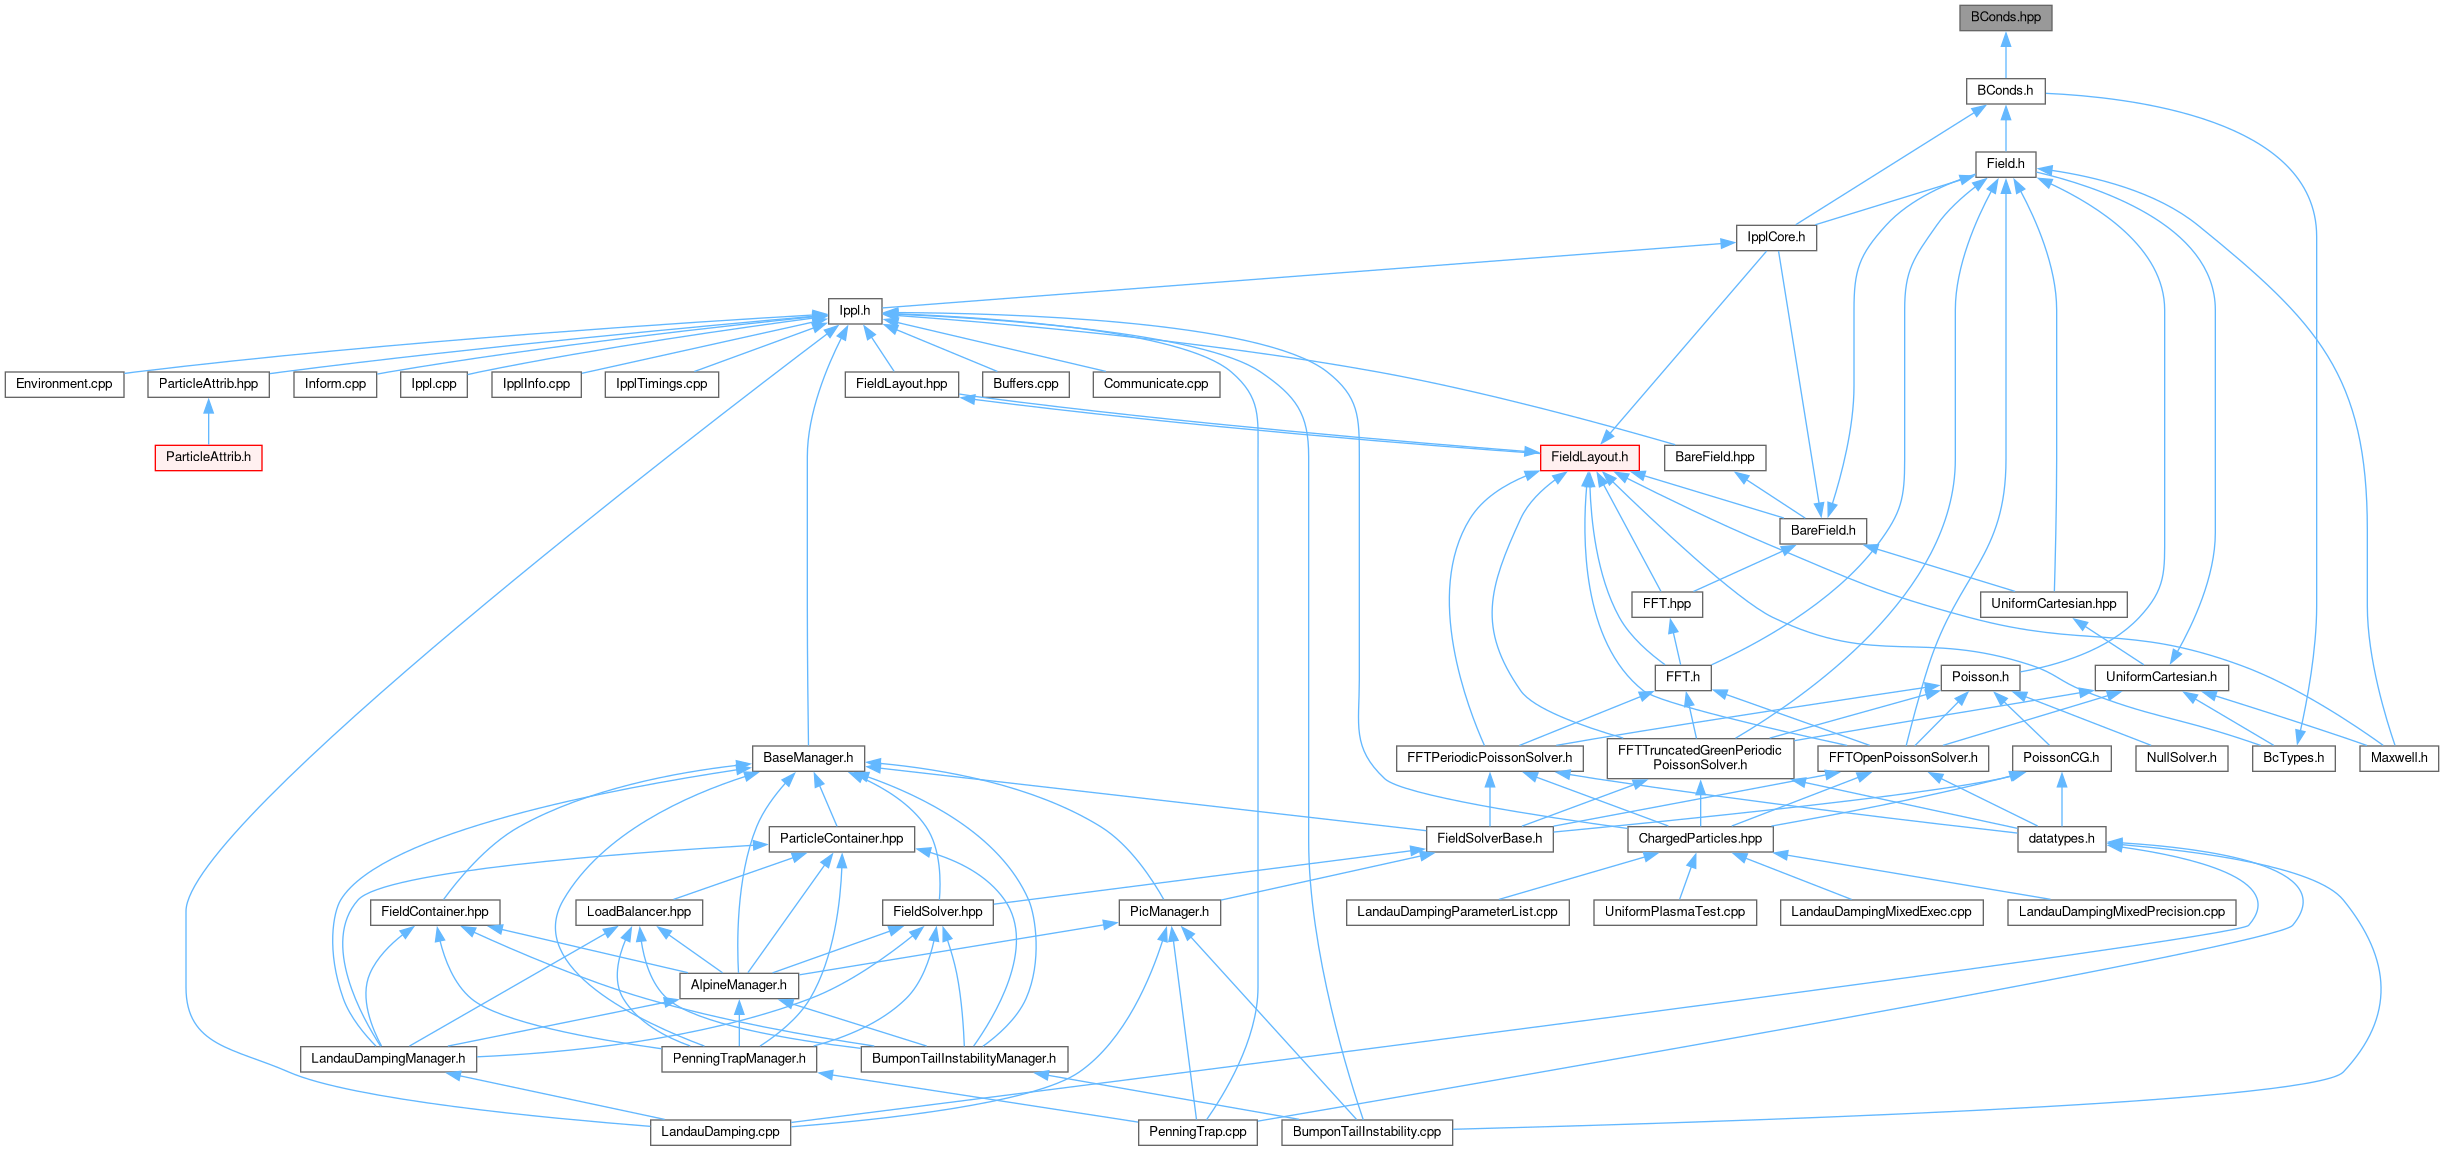 BConds.hpp
BConds.h
Field.h
IpplCore.h
Ippl.h
Environment.cpp
ParticleAttrib.hpp
Inform.cpp
Ippl.cpp
IpplInfo.cpp
IpplTimings.cpp
FieldLayout.hpp
Buffers.cpp
Communicate.cpp
ParticleAttrib.h
FieldLayout.h
BareField.hpp
BareField.h
FFT.hpp
UniformCartesian.hpp
FFT.h
Poisson.h
UniformCartesian.h
BaseManager.h
FFTPeriodicPoissonSolver.h
FFTTruncatedGreenPeriodic
PoissonSolver.h
FFTOpenPoissonSolver.h
PoissonCG.h
NullSolver.h
BcTypes.h
Maxwell.h
ParticleContainer.hpp
FieldSolverBase.h
ChargedParticles.hpp
datatypes.h
FieldContainer.hpp
LoadBalancer.hpp
FieldSolver.hpp
PicManager.h
LandauDampingParameterList.cpp
UniformPlasmaTest.cpp
LandauDampingMixedExec.cpp
LandauDampingMixedPrecision.cpp
AlpineManager.h
LandauDampingManager.h
PenningTrapManager.h
BumponTailInstabilityManager.h
LandauDamping.cpp
PenningTrap.cpp
BumponTailInstability.cpp